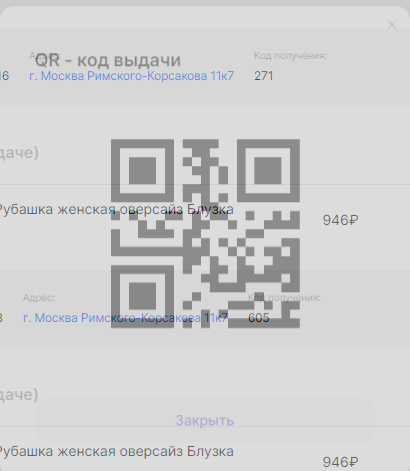 Адрес:
Код получения:
QR - код выдачи
16 г. Москва Римского-Корсакова 11к7 271
даче)
Рубашка женская оверсайз Блузка
946₽
Адрес:
Код получения:
3 г. Москва Римского-Корсакова 11к7 605
даче)
Закрыть
Рубашка женская оверсайз Блузка
946₽